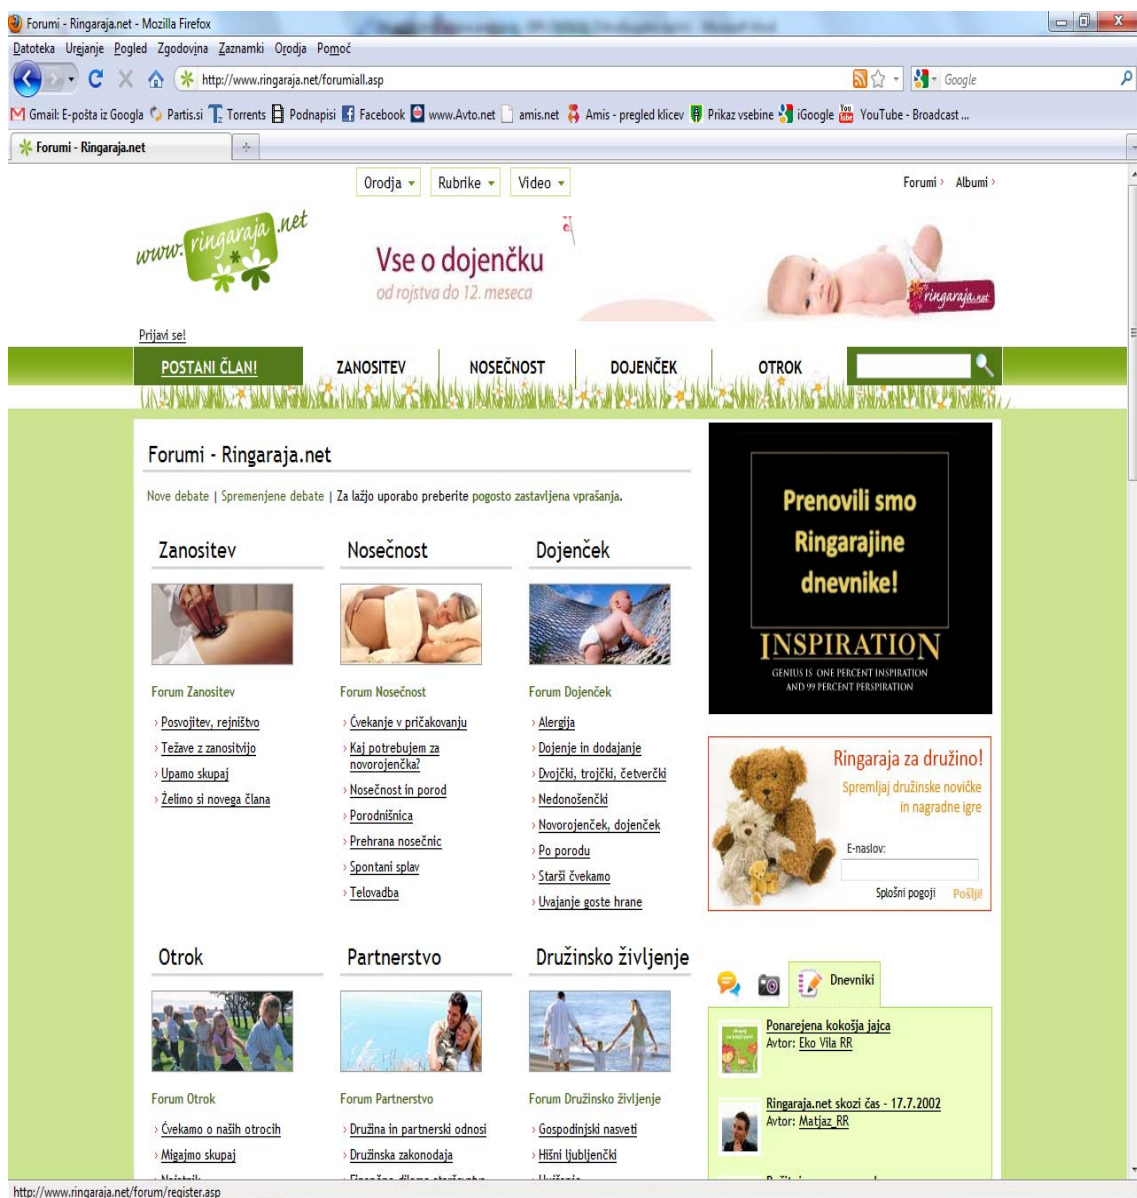 Forumi - Ringaraja.net - Mozilla Firefox
Datoteka Urejanje Pogled Zgodovina Zaznamki Orodja Pomoč
http://www.ringaraja.net/forumiall.asp
Google
Gmail: E-pošta iz Googla Partis.si Torrents Podnapisi Facebook www.Avto.net amis.net Amis - pregled klicev Prikaz vsebine iGoogle YouTube - Broadcast ...
Forumi - Ringaraja.net
Orodja Rubrike Video
Forumi Albumi
www.ringaraja.net
Vse o dojenčku
od rojstva do 12. meseca
ringaraja.net
Prijavi se!
POSTANI ČLAN! ZANOSITEV NOSEČNOST DOJENČEK OTROK
Forumi - Ringaraja.net
Nove debate | Spremenjene debate | Za lažjo uporabo preberite pogosto zastavljena vprašanja.
Zanositev
Forum Zanositev
Posvojitev, rejništvo
Težave z zanositvijo
Upamo skupaj
Želimo si novega člana
Nosečnost
Forum Nosečnost
Čvekanje v pričakovanju
Kaj potrebujem za
novorojenčka?
Nosečnost in porod
Porodnišnica
Prehrana nosečnic
Spontani splav
Telovadba
Dojenček
Forum Dojenček
Alergija
Dojenje in dodajanje
Dvojčki, trojčki, četverčki
Nedonošenčki
Novorojenček, dojenček
Po porodu
Starši čvekamo
Uvajanje goste hrane
Otrok
Forum Otrok
Čvekamo o naših otrocih
Migajmo skupaj
Partnerstvo
Forum Partnerstvo
Družina in partnerski odnosi
Družinska zakonodaja
Družinsko življenje
Forum Družinsko življenje
Gospodinjski nasveti
Hišni ljubljenčki
Prenovili smo
Ringarajine
dnevnike!
INSPIRATION
GENIUS IS ONE PERCENT INSPIRATION
AND 99 PERCENT PERSPIRATION
Ringaraja za družino!
Spremljaj družinske novičke
in nagradne igre
E-naslov:
Splošni pogoji Pošlji!
Dnevniki
Ponarejena kokošja jajca
Avtor: Eko Vila RR
Ringaraja.net skozi čas - 17.7.2002
Avtor: Matjaz_RR
http://www.ringaraja.net/forum/register.asp